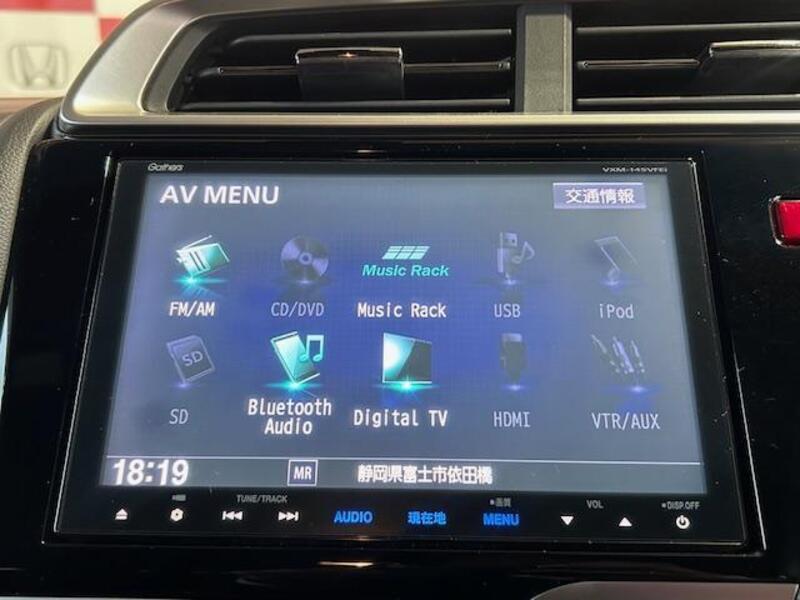 Gathers
VXM-145VFEi
AV MENU
交通情報
Music Rack
FM/AM
CD/DVD
Music Rack
USB
iPod
SD
SD
Bluetooth
Audio
Digital TV
HDMI
VTR/AUX
18:19
MR
静岡県富士市依田橋
TUNE/TRACK
画質
VOL
DISP.OFF
AUDIO
現在地
MENU